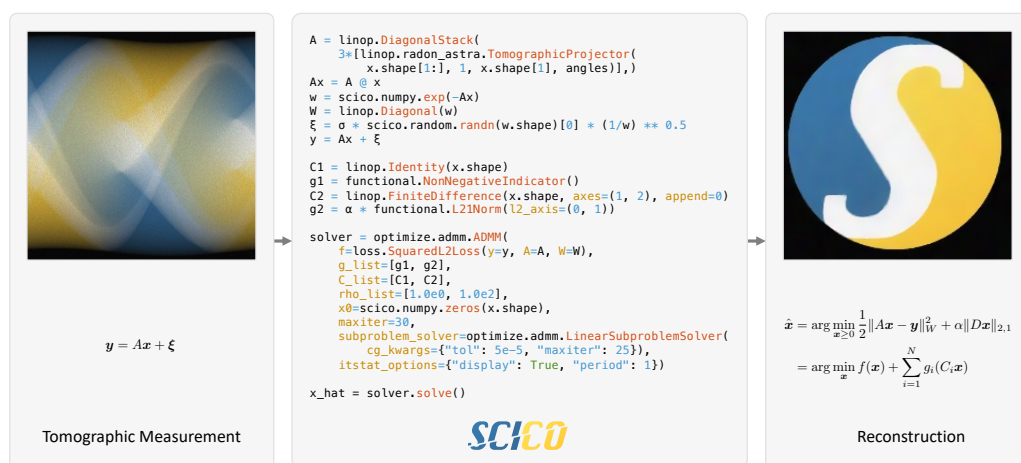 𝒚 = A𝒙 + 𝝃
Tomographic Measurement
A = linop.DiagonalStack(
    3*[linop.radon_astra.TomographicProjector(
        x.shape[1:], 1, x.shape[1], angles)],)
Ax = A @ x
w = scico.numpy.exp(-Ax)
W = linop.Diagonal(w)
ξ = σ * scico.random.randn(w.shape)[0] * (1/w) ** 0.5
y = Ax + ξ
C1 = linop.Identity(x.shape)
g1 = functional.NonNegativeIndicator()
C2 = linop.FiniteDifference(x.shape, axes=(1, 2), append=0)
g2 = α * functional.L21Norm(l2_axis=(0, 1))
solver = optimize.admm.ADMM(
    f=loss.SquaredL2Loss(y=y, A=A, W=W),
    g_list=[g1, g2],
    C_list=[C1, C2],
    rho_list=[1.0e0, 1.0e2],
    x0=scico.numpy.zeros(x.shape),
    maxiter=30,
    subproblem_solver=optimize.admm.LinearSubproblemSolver(
        cg_kwargs={"tol": 5e-5, "maxiter": 25}),
    itstat_options={"display": True, "period": 1})
x_hat = solver.solve()
SCICO
S
x̂ = arg min_{x≥0} 1/2 ‖Ax − y‖²_W + α‖Dx‖_{2,1}
= arg min_x f(x) + ∑_{i=1}^{N} g_i(C_i x)
Reconstruction